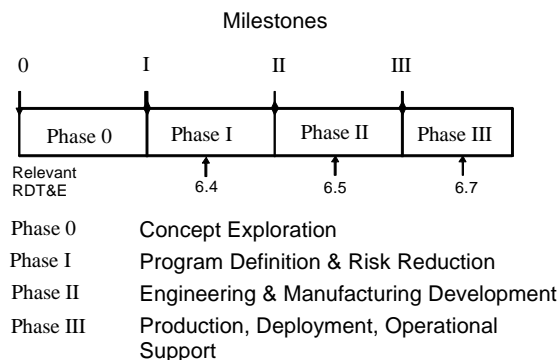 Milestones
0 I II III
Phase 0 Phase I Phase II Phase III
Relevant
RDT&E
6.4 6.5 6.7
Phase 0 Concept Exploration
Phase I Program Definition & Risk Reduction
Phase II Engineering & Manufacturing Development
Phase III Production, Deployment, Operational
Support